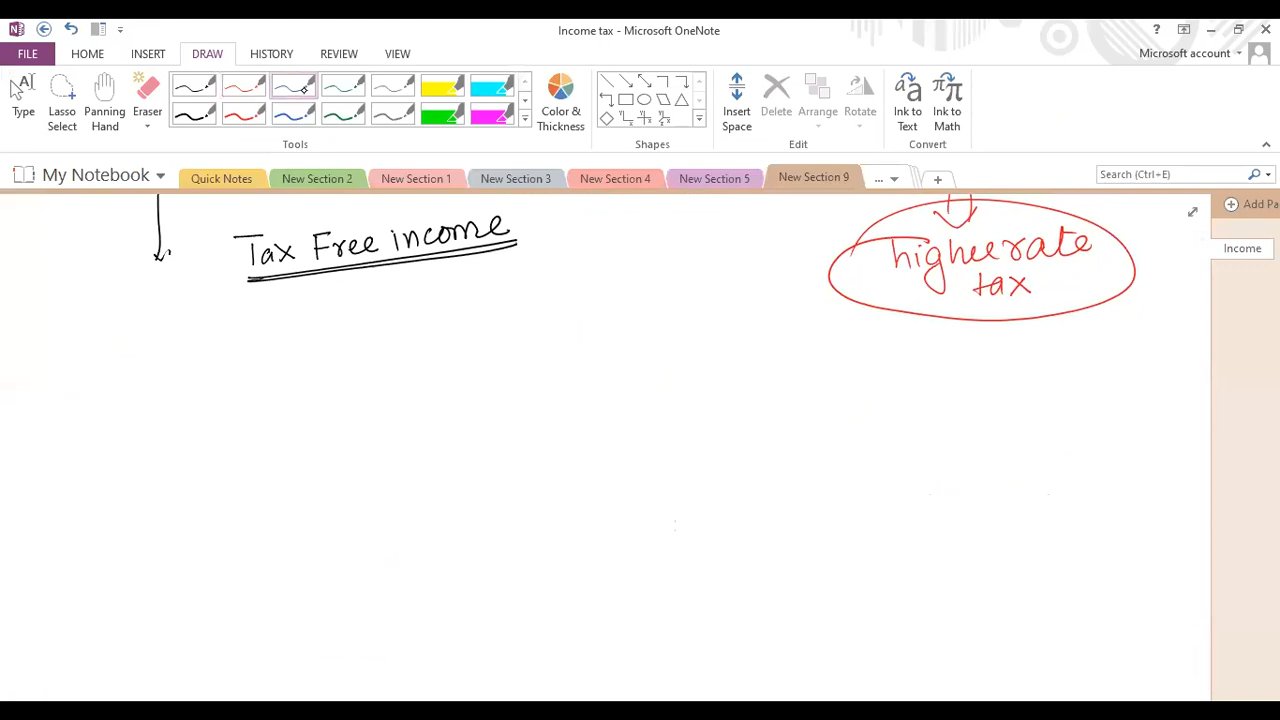 Income tax - Microsoft OneNote
?
FILE HOME INSERT DRAW HISTORY REVIEW VIEW
Microsoft account
Type
Lasso Select
Panning Hand
Eraser
Color & Thickness
Insert Space
Delete
Arrange
Rotate
Ink to Text
Ink to Math
Tools Shapes Edit Convert
My Notebook
Quick Notes New Section 2 New Section 1 New Section 3 New Section 4 New Section 5 New Section 9 ...
Search (Ctrl+E)
Add Pa
Income
Tax Free income
higher rate
tax